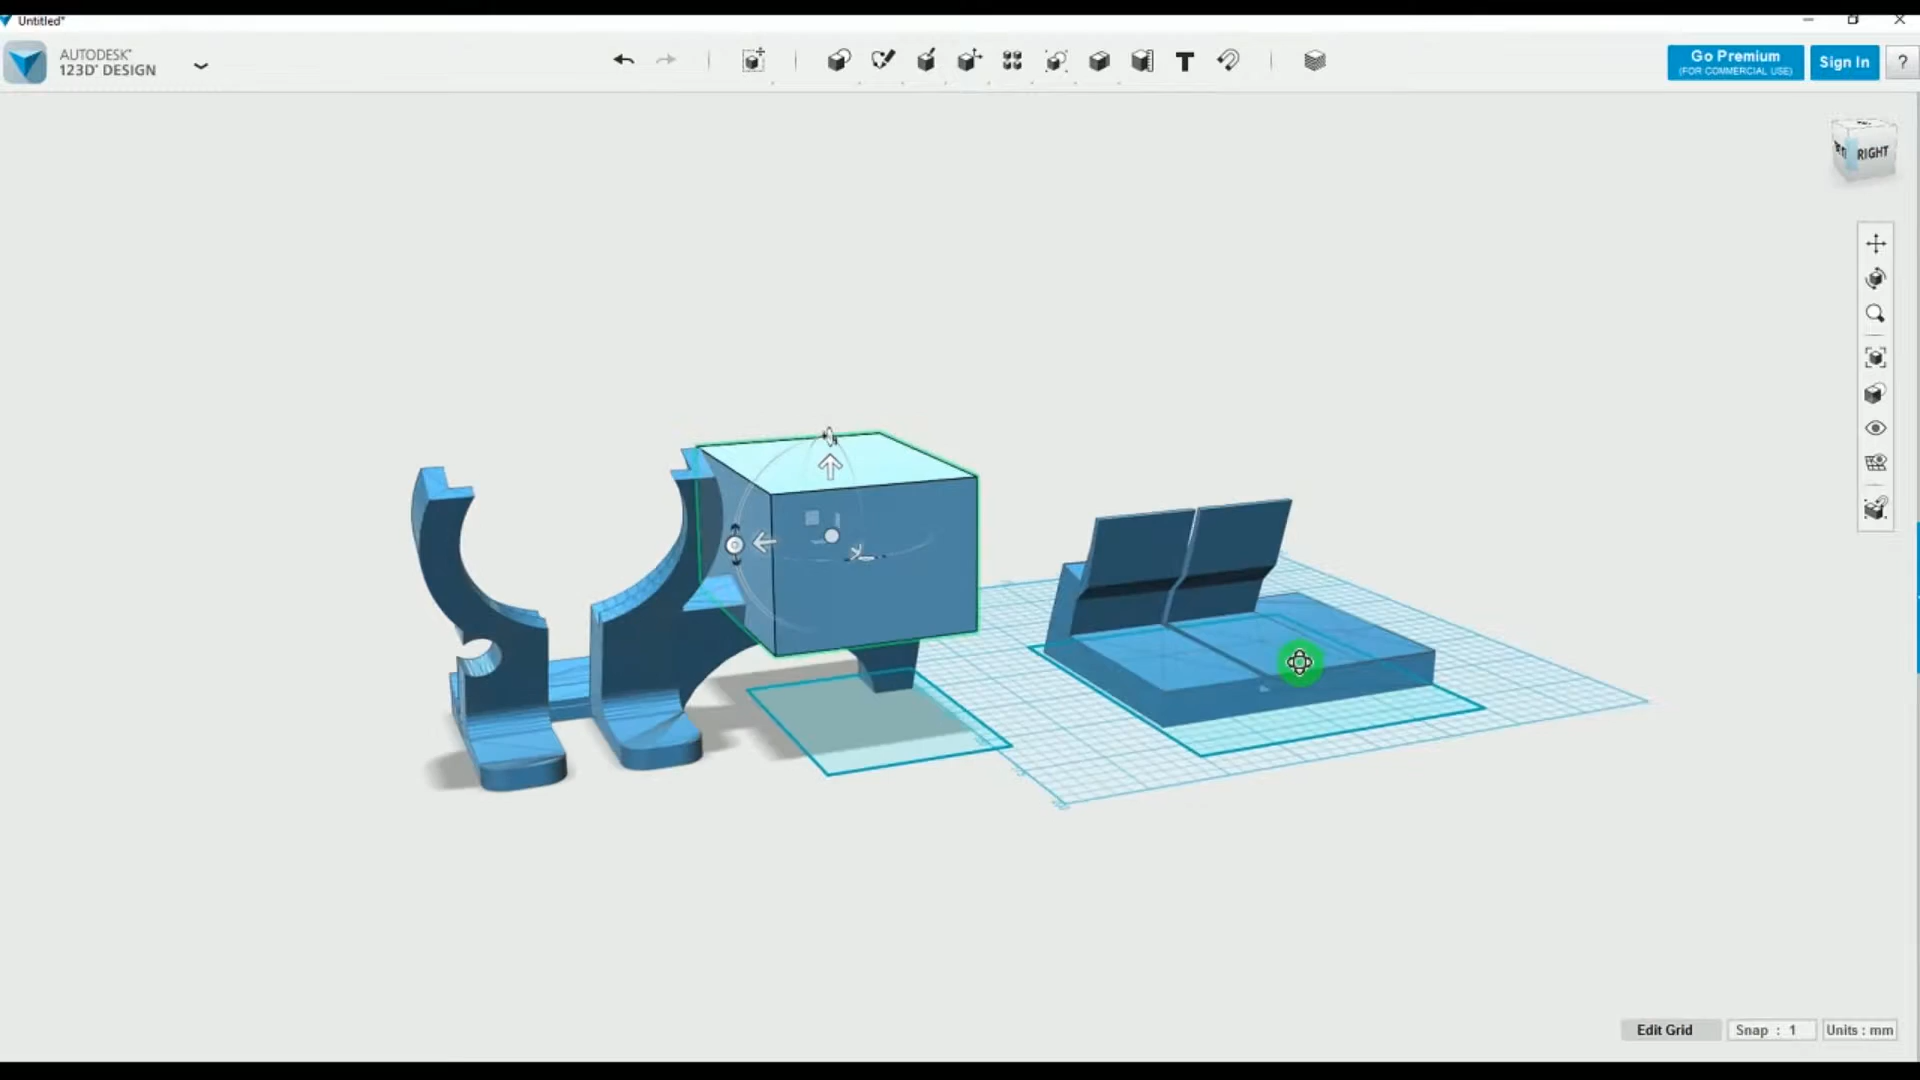 Untitled*
AUTODESK®
123D® DESIGN
T
Go Premium
(FOR COMMERCIAL USE)
Sign In
?
RIGHT
Edit Grid
Snap : 1
Units : mm